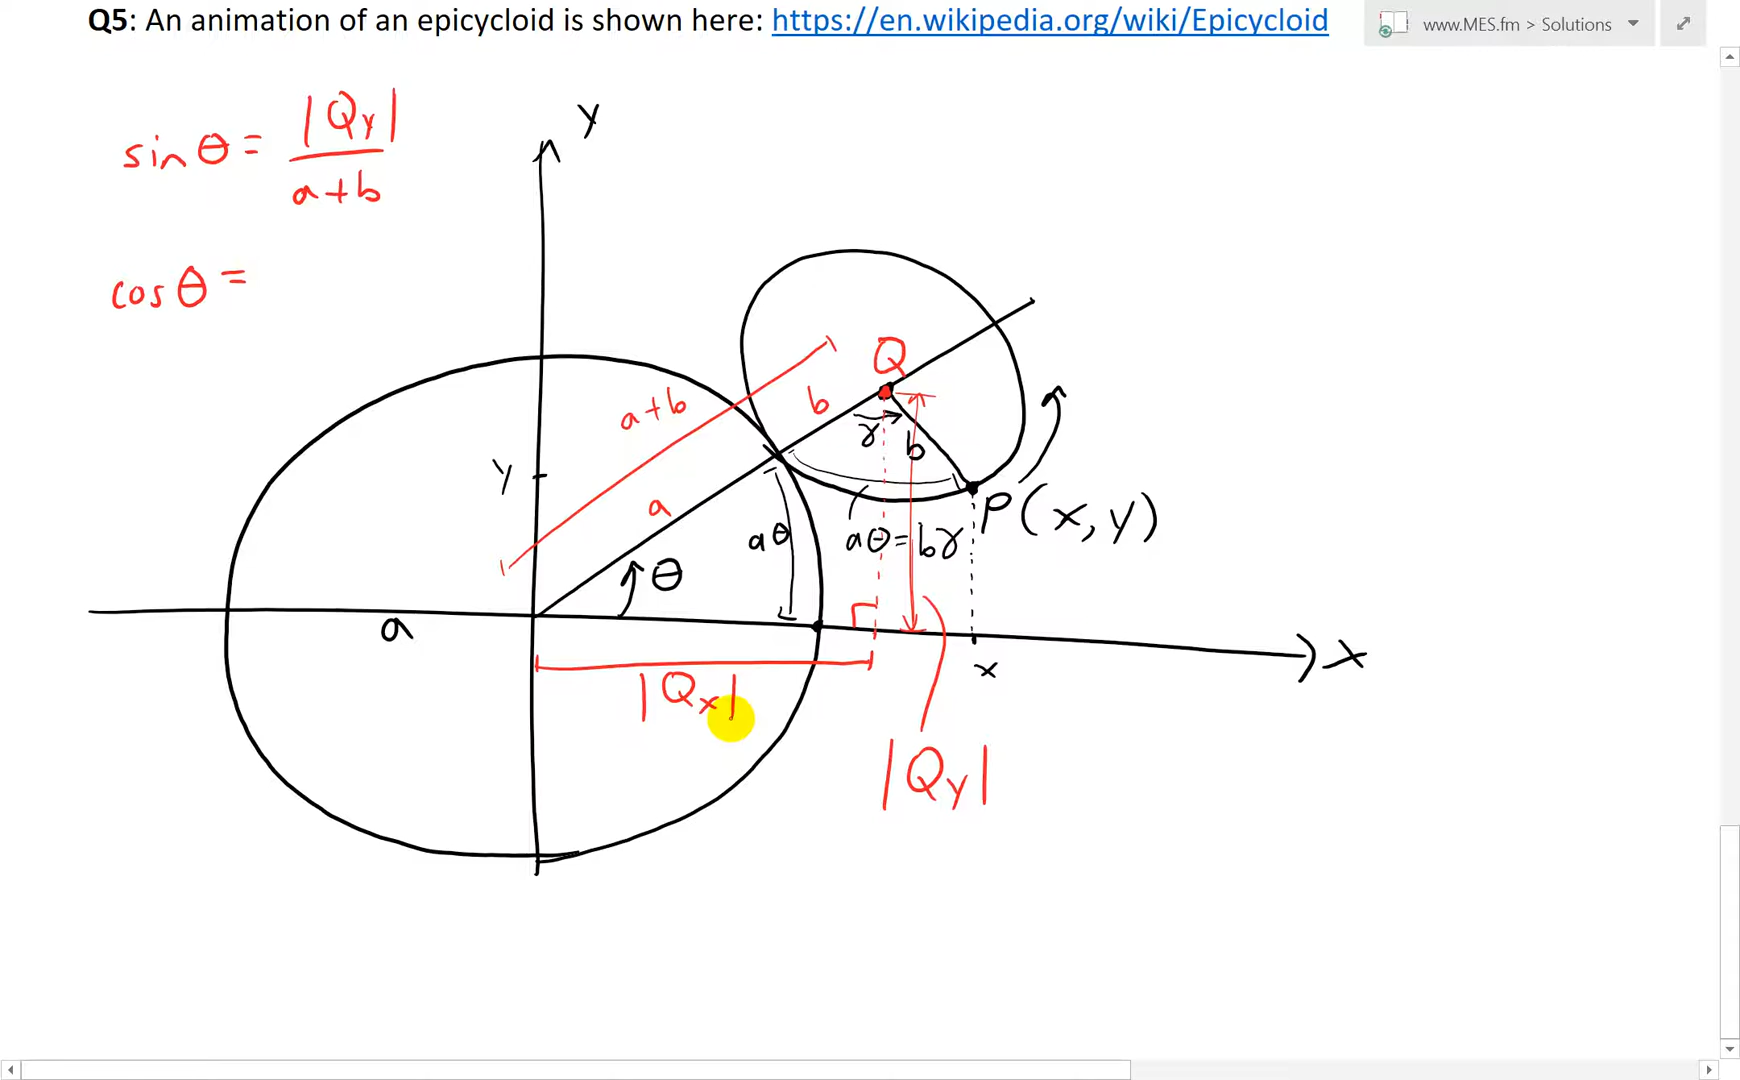 Q5: An animation of an epicycloid is shown here: https://en.wikipedia.org/wiki/Epicycloid
www.MES.fm > Solutions
sin θ = |Qy| / a+b
y
cos θ =
Q
a+b
b
γ
b
y
a
P(x, y)
aθ
aθ = bγ
θ
a
x
x
|Qx|
|Qy|